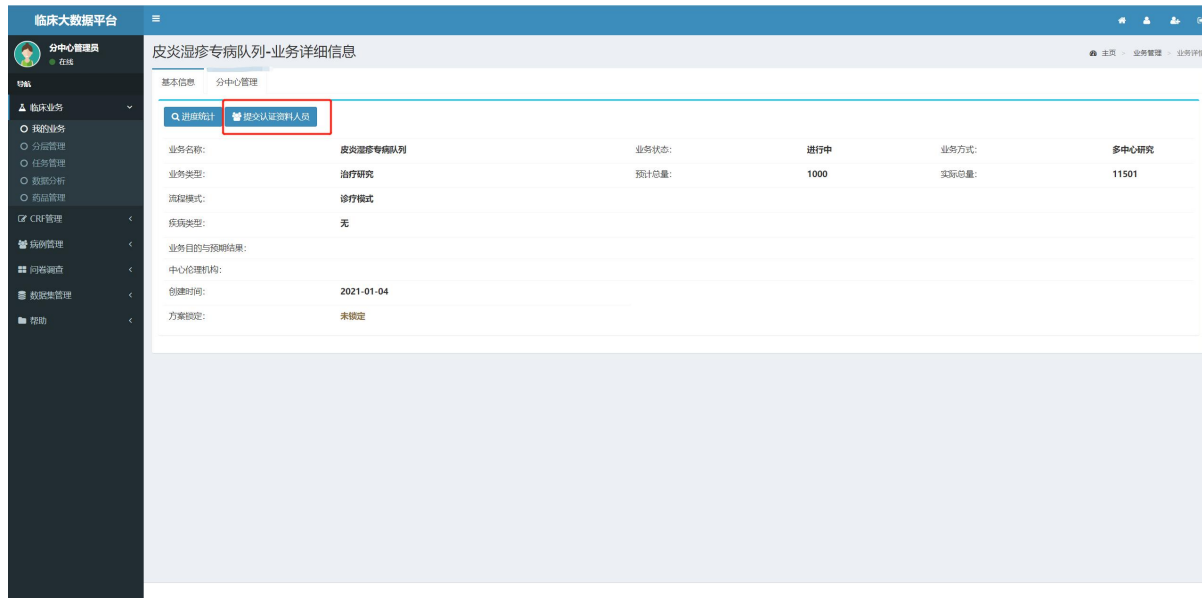 临床大数据平台
分中心管理员
在线
导航
临床业务
我的业务
分层管理
任务管理
数据分析
药品管理
CRF管理
病例管理
问卷调查
数据集管理
帮助
皮炎湿疹专病队列-业务详细信息
主页 > 业务管理 > 业务详情
基本信息 分中心管理
进度统计 提交认证资料人员
业务名称: 皮炎湿疹专病队列 业务状态: 进行中 业务方式: 多中心研究
业务类型: 治疗研究 预计总量: 1000 实际总量: 11501
流程模式: 诊疗模式
疾病类型: 无
业务目的与预期结果:
中心伦理机构:
创建时间: 2021-01-04
方案锁定: 未锁定